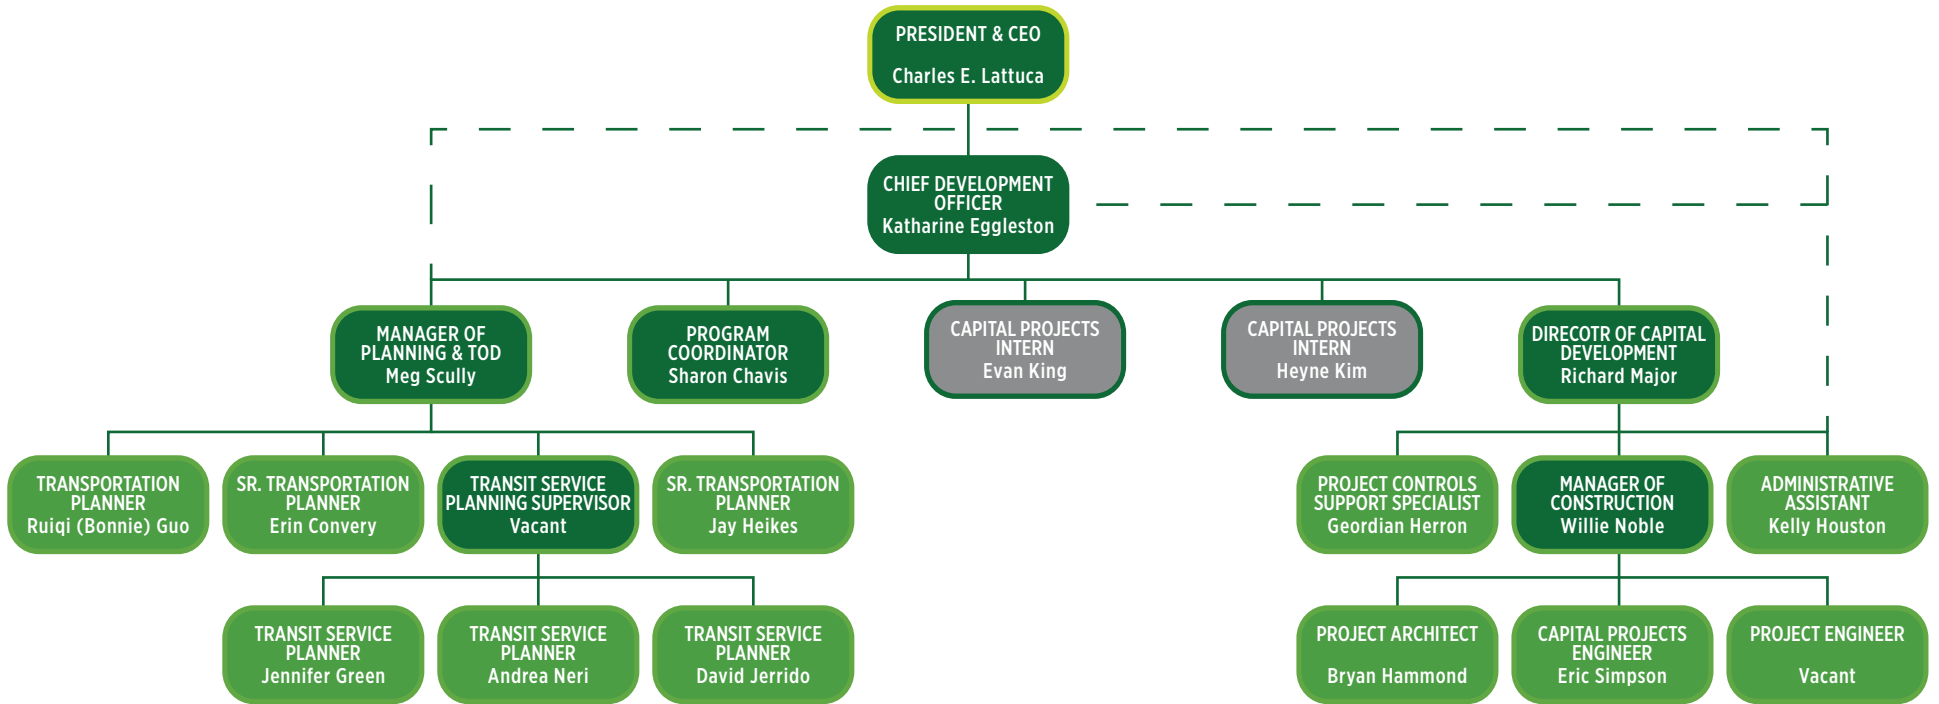 PRESIDENT & CEO
Charles E. Lattuca
CHIEF DEVELOPMENT
OFFICER
Katharine Eggleston
MANAGER OF
PLANNING & TOD
Meg Scully
PROGRAM
COORDINATOR
Sharon Chavis
CAPITAL PROJECTS
INTERN
Evan King
CAPITAL PROJECTS
INTERN
Heyne Kim
DIRECOTR OF CAPITAL
DEVELOPMENT
Richard Major
TRANSPORTATION
PLANNER
Ruiqi (Bonnie) Guo
SR. TRANSPORTATION
PLANNER
Erin Convery
TRANSIT SERVICE
PLANNING SUPERVISOR
Vacant
SR. TRANSPORTATION
PLANNER
Jay Heikes
PROJECT CONTROLS
SUPPORT SPECIALIST
Geordian Herron
MANAGER OF
CONSTRUCTION
Willie Noble
ADMINISTRATIVE
ASSISTANT
Kelly Houston
TRANSIT SERVICE
PLANNER
Jennifer Green
TRANSIT SERVICE
PLANNER
Andrea Neri
TRANSIT SERVICE
PLANNER
David Jerrido
PROJECT ARCHITECT
Bryan Hammond
CAPITAL PROJECTS
ENGINEER
Eric Simpson
PROJECT ENGINEER
Vacant